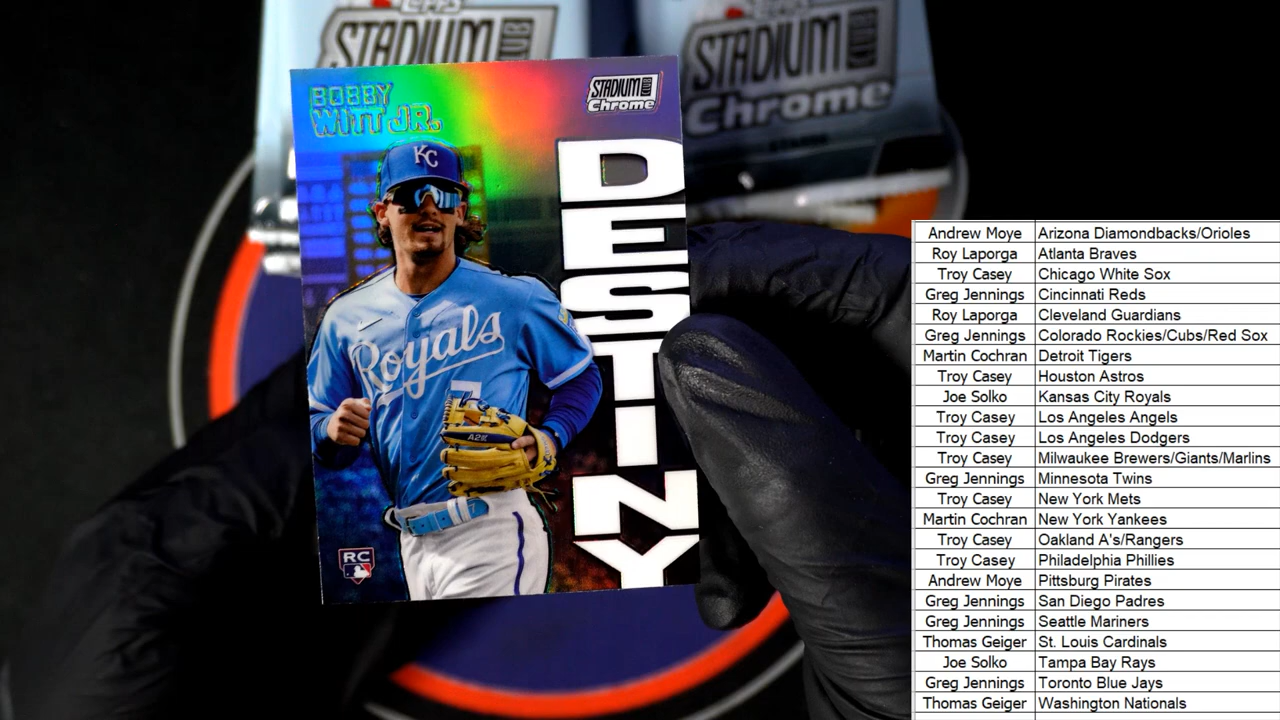 Topps
STADIUM CLUB
STADIUM CLUB
Chrome
BOBBY
WITT JR.
STADIUM CLUB
Chrome
DESTINY
KC
Royals
7
A2K
RC
Andrew Moye Arizona Diamondbacks/Orioles
Roy Laporga Atlanta Braves
Troy Casey Chicago White Sox
Greg Jennings Cincinnati Reds
Roy Laporga Cleveland Guardians
Greg Jennings Colorado Rockies/Cubs/Red Sox
Martin Cochran Detroit Tigers
Troy Casey Houston Astros
Joe Solko Kansas City Royals
Troy Casey Los Angeles Angels
Troy Casey Los Angeles Dodgers
Troy Casey Milwaukee Brewers/Giants/Marlins
Greg Jennings Minnesota Twins
Troy Casey New York Mets
Martin Cochran New York Yankees
Troy Casey Oakland A's/Rangers
Troy Casey Philadelphia Phillies
Andrew Moye Pittsburg Pirates
Greg Jennings San Diego Padres
Greg Jennings Seattle Mariners
Thomas Geiger St. Louis Cardinals
Joe Solko Tampa Bay Rays
Greg Jennings Toronto Blue Jays
Thomas Geiger Washington Nationals